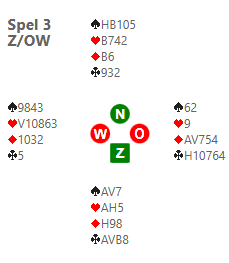 Spel 3
Z/OW
♠HB105
♥B742
♦B6
♣932
♠9843
♥V10863
♦1032
♣5
N
W O
Z
♠62
♥9
♦AV754
♣H10764
♠AV7
♥AH5
♦H98
♣AVB8